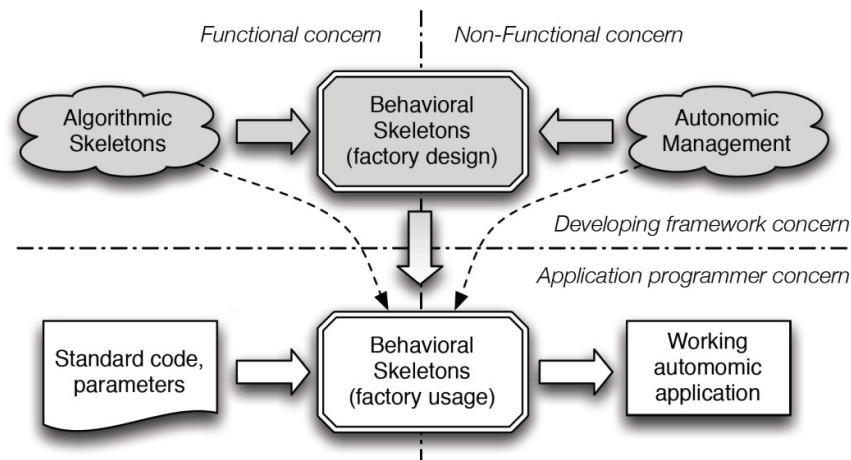 Functional concern
Non-Functional concern
Algorithmic
Skeletons
Behavioral
Skeletons
(factory design)
Autonomic
Management
Developing framework concern
Application programmer concern
Standard code,
parameters
Behavioral
Skeletons
(factory usage)
Working
automomic
application